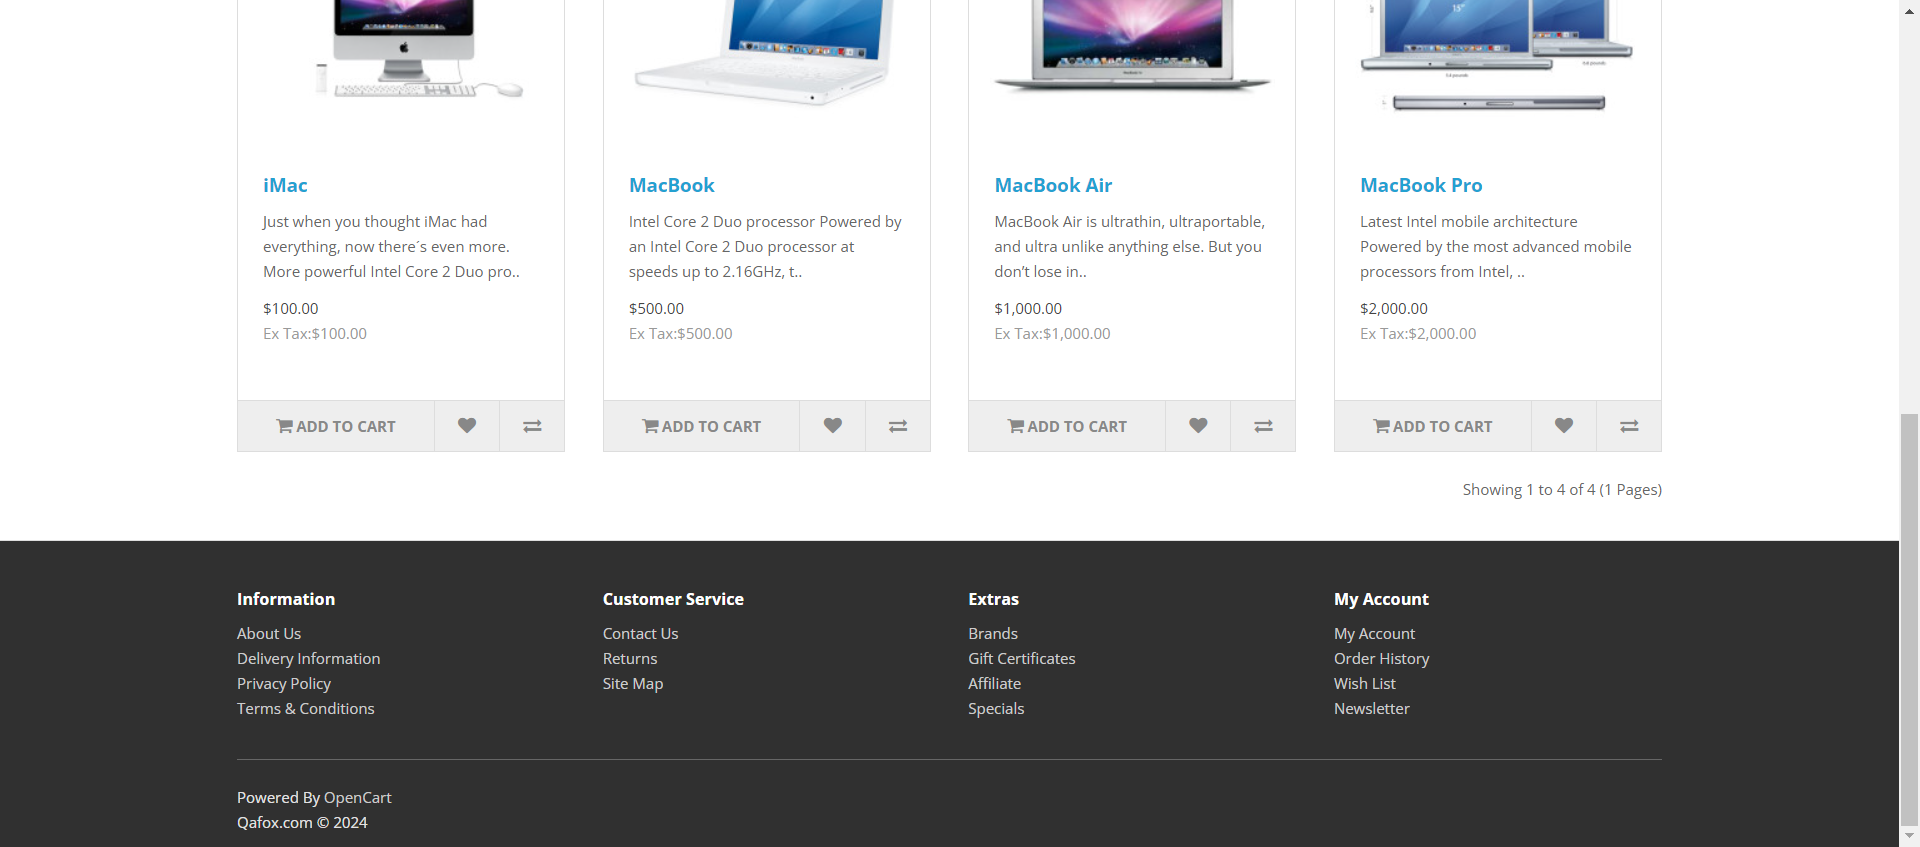 15"
iMac
Just when you thought iMac had
everything, now there´s even more.
More powerful Intel Core 2 Duo pro..
$100.00
Ex Tax:$100.00
ADD TO CART
MacBook
Intel Core 2 Duo processor Powered by
an Intel Core 2 Duo processor at
speeds up to 2.16GHz, t..
$500.00
Ex Tax:$500.00
ADD TO CART
MacBook Air
MacBook Air is ultrathin, ultraportable,
and ultra unlike anything else. But you
don’t lose in..
$1,000.00
Ex Tax:$1,000.00
ADD TO CART
MacBook Pro
Latest Intel mobile architecture
Powered by the most advanced mobile
processors from Intel, ..
$2,000.00
Ex Tax:$2,000.00
ADD TO CART
Showing 1 to 4 of 4 (1 Pages)
Information
About Us
Delivery Information
Privacy Policy
Terms & Conditions
Customer Service
Contact Us
Returns
Site Map
Extras
Brands
Gift Certificates
Affiliate
Specials
My Account
My Account
Order History
Wish List
Newsletter
Powered By OpenCart
Qafox.com © 2024